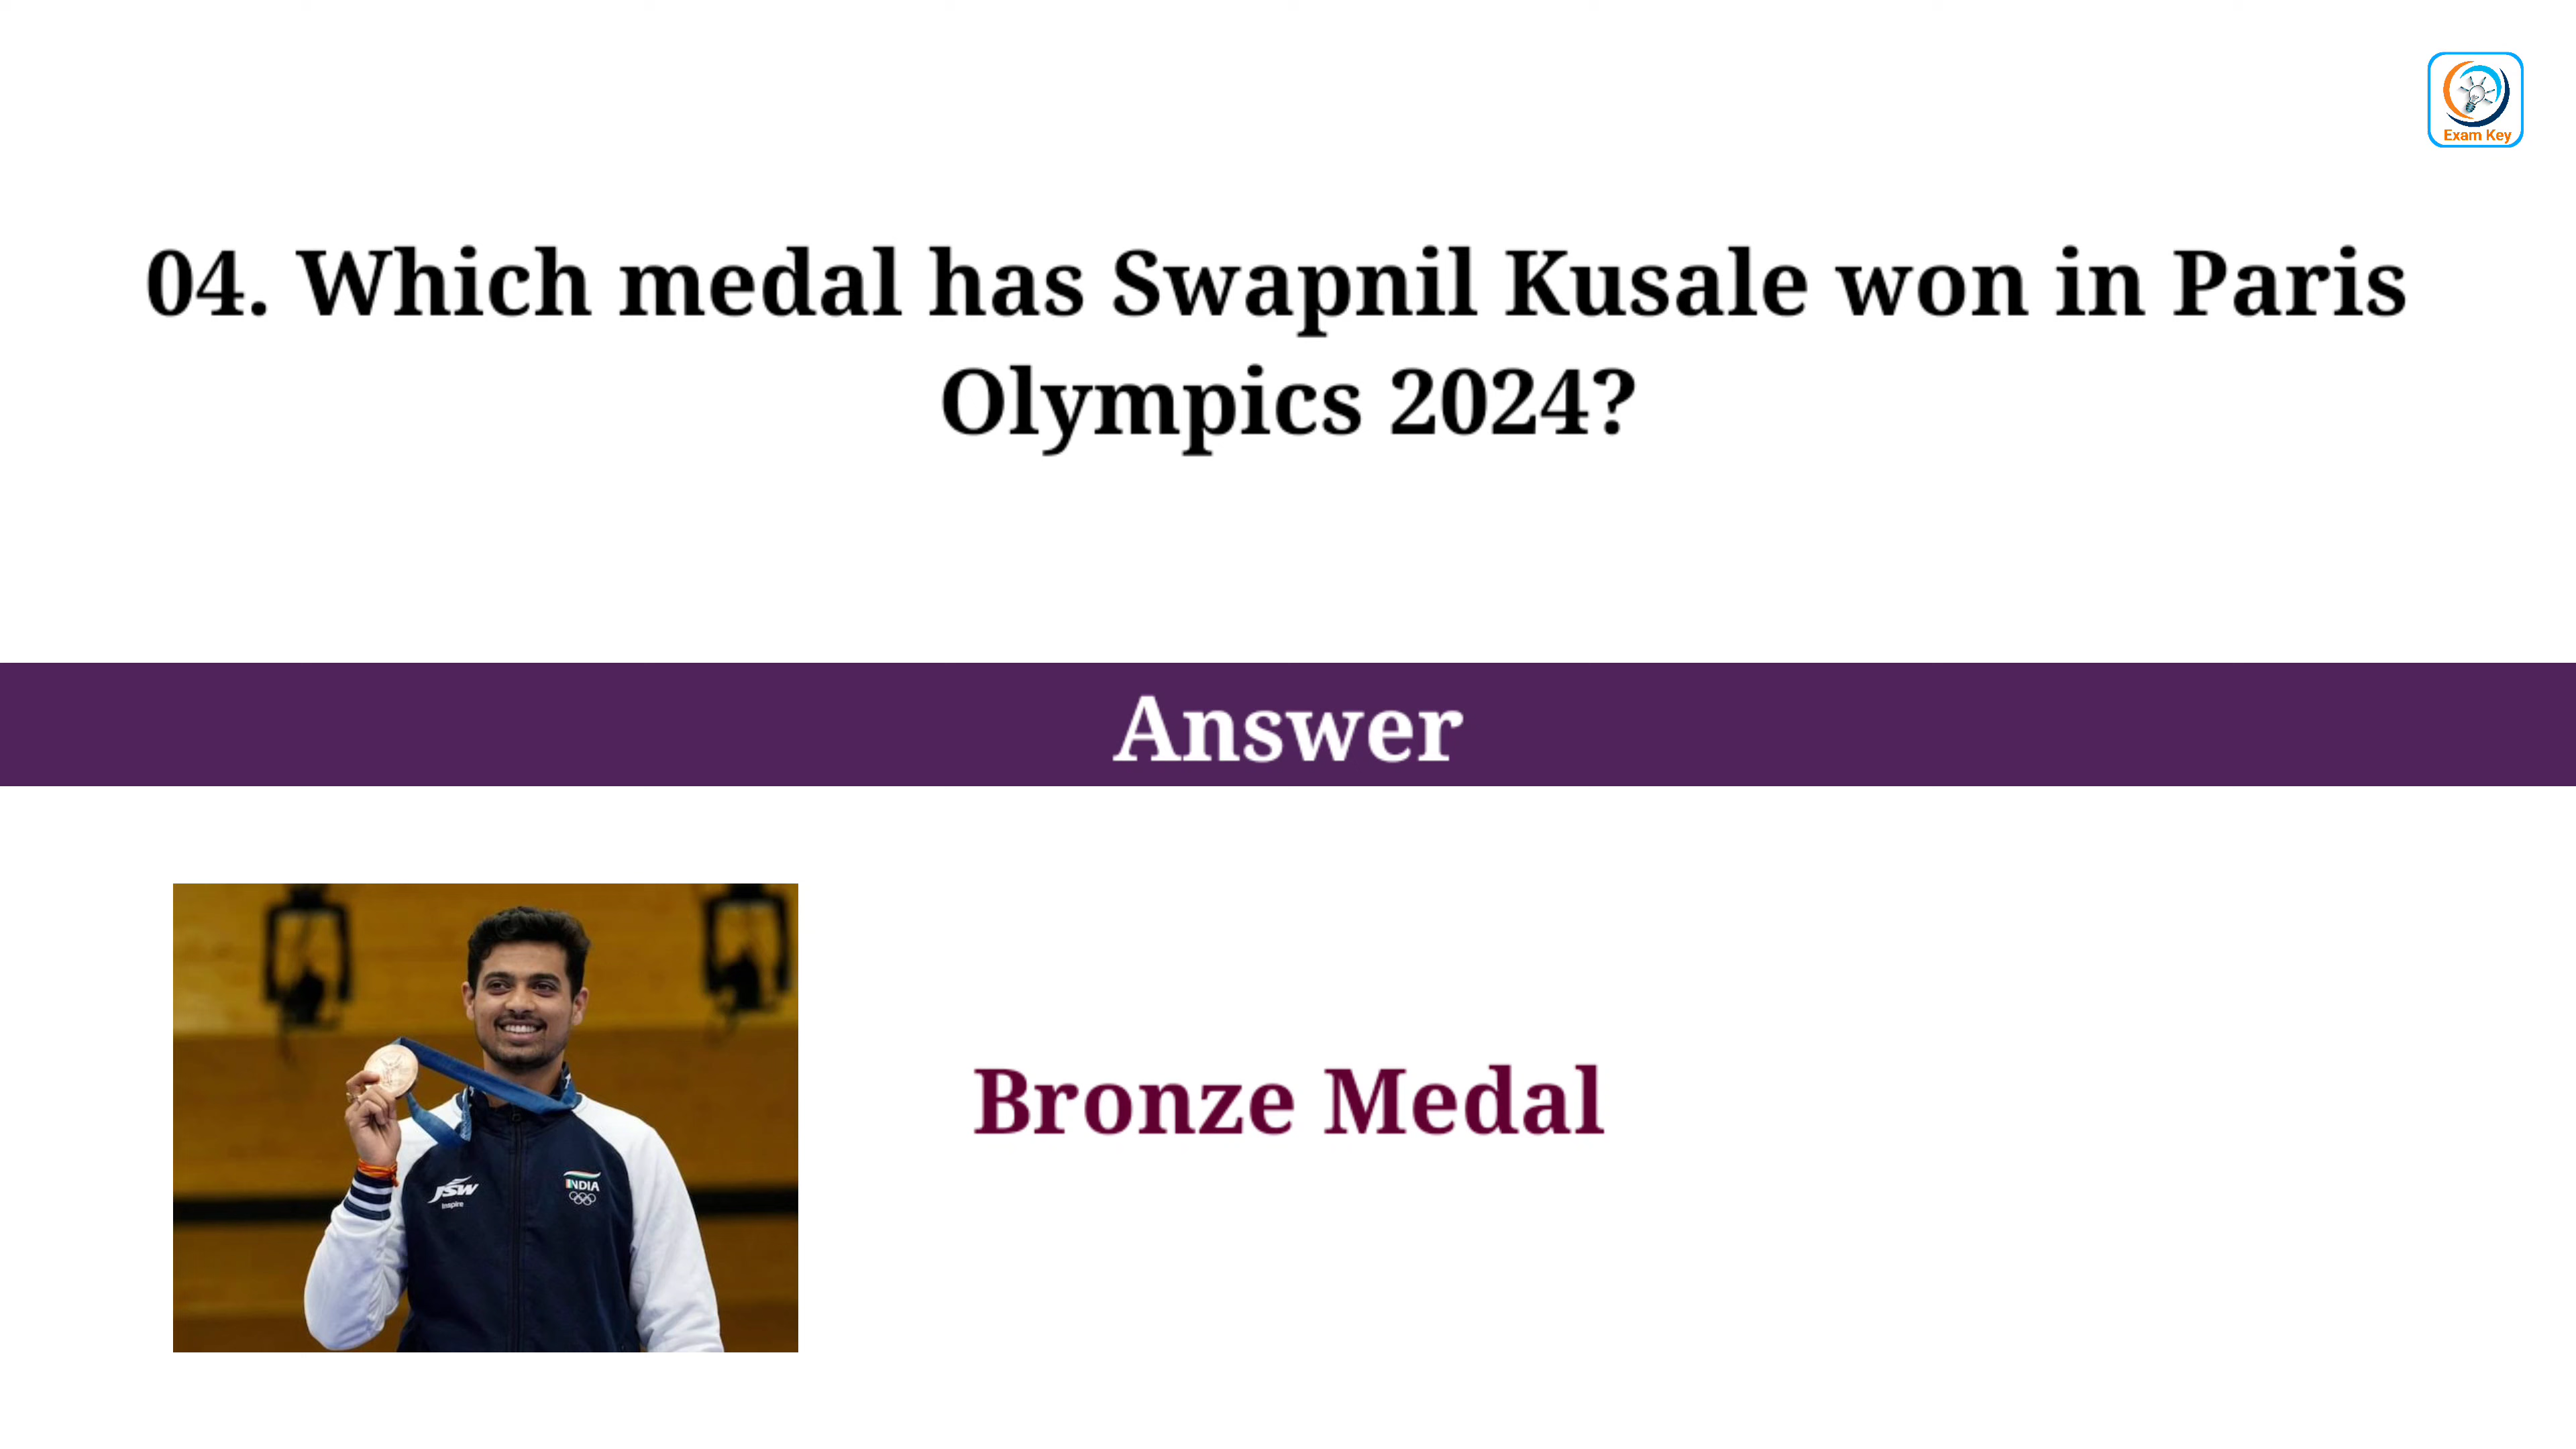 Exam Key
04. Which medal has Swapnil Kusale won in Paris
Olympics 2024?
Answer
JSW
Inspire
INDIA
Bronze Medal